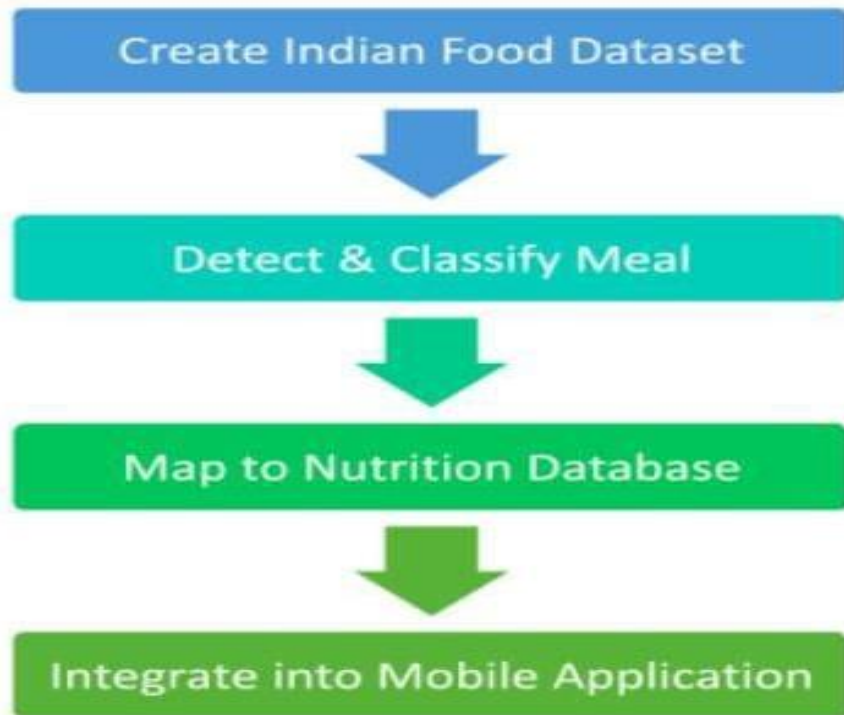 Create Indian Food Dataset
Detect & Classify Meal
Map to Nutrition Database
Integrate into Mobile Application